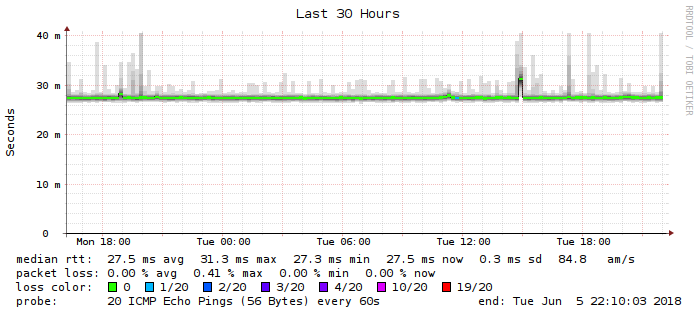 Last 30 Hours
RRDTOOL / TOBI OETIKER
Seconds
40 m
30 m
20 m
10 m
0
Mon 18:00 Tue 00:00 Tue 06:00 Tue 12:00 Tue 18:00
median rtt: 27.5 ms avg 31.3 ms max 27.3 ms min 27.5 ms now 0.3 ms sd 84.8 am/s
packet loss: 0.00 % avg 0.41 % max 0.00 % min 0.00 % now
loss color: 0 1/20 2/20 3/20 4/20 10/20 19/20
probe: 20 ICMP Echo Pings (56 Bytes) every 60s end: Tue Jun 5 22:10:03 2018